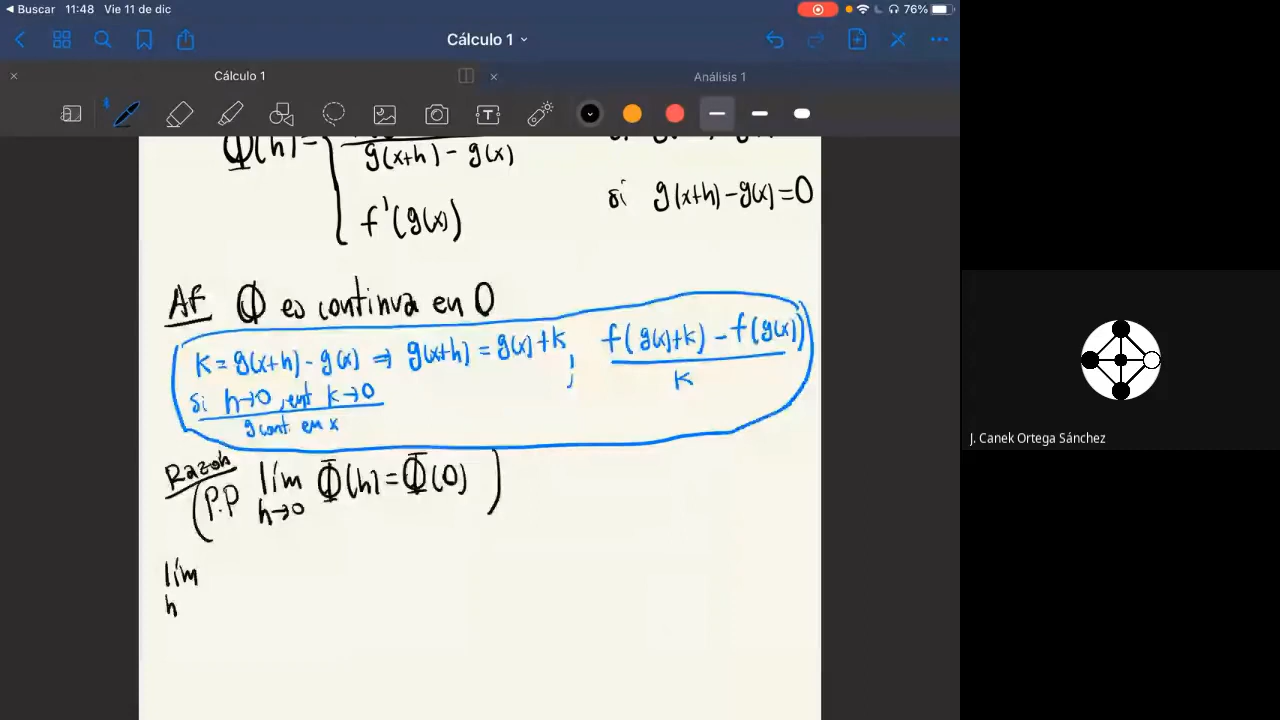 Buscar 11:48 Vie 11 de dic 76%
Cálculo 1
Cálculo 1 Análisis 1
Φ(h)=
g(x+h) - g(x)
si g(x+h)-g(x)=0
f'(g(x))
Af Φ es continua en 0
K = g(x+h) - g(x) ⇒ g(x+h) = g(x)+k ; f(g(x)+k) - f(g(x))
K
si h→0, ent k→0
g cont. en x
Razón
(P.P lím Φ(h)=Φ(0) )
h→0
lím
h
J. Canek Ortega Sánchez